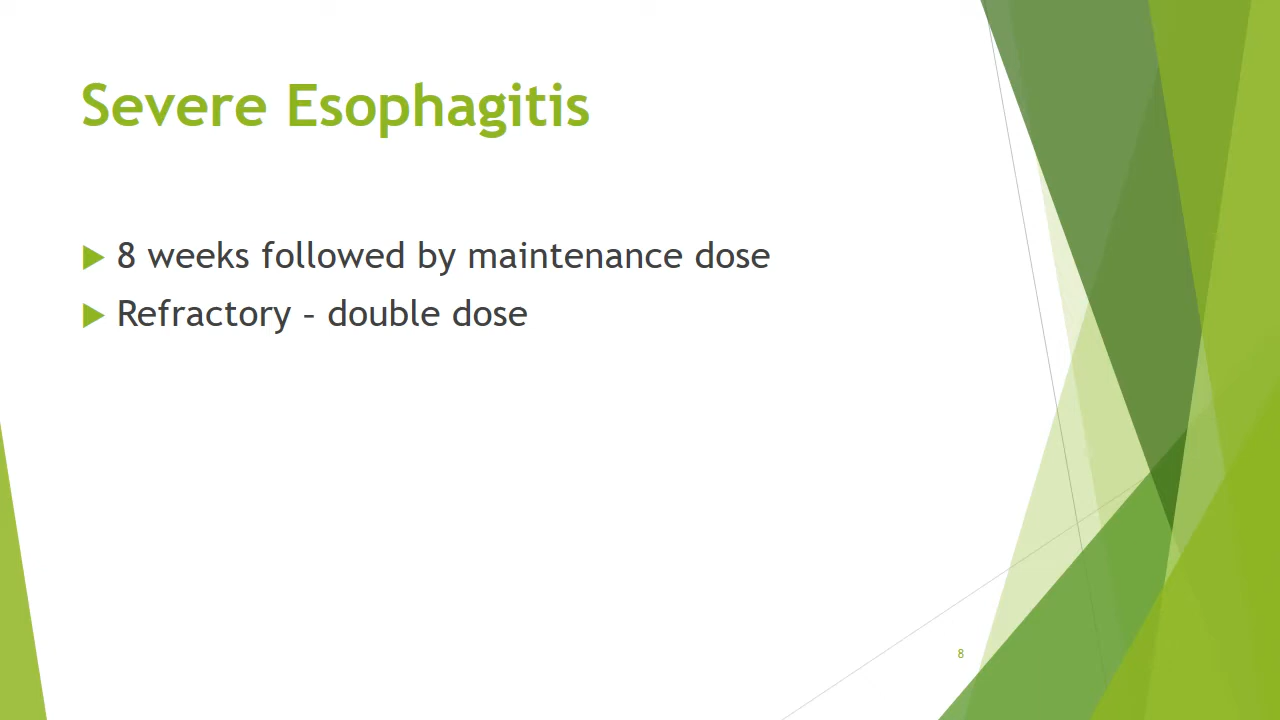 Severe Esophagitis
8 weeks followed by maintenance dose
Refractory – double dose
8